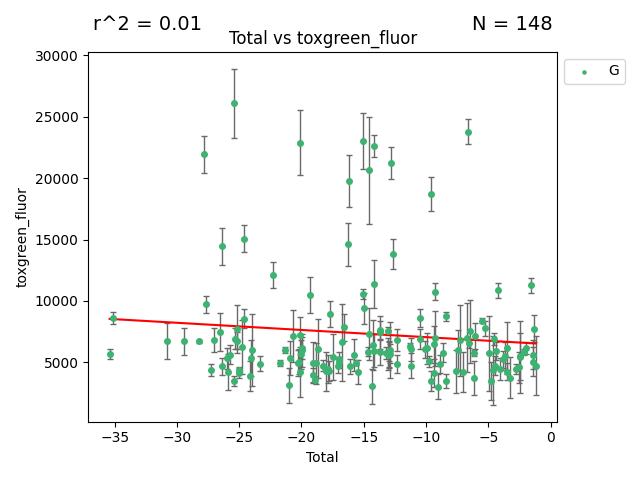 r^2 = 0.01
N = 148
Total vs toxgreen_fluor
G
toxgreen_fluor
30000
25000
20000
15000
10000
5000
−35 −30 −25 −20 −15 −10 −5 0
Total